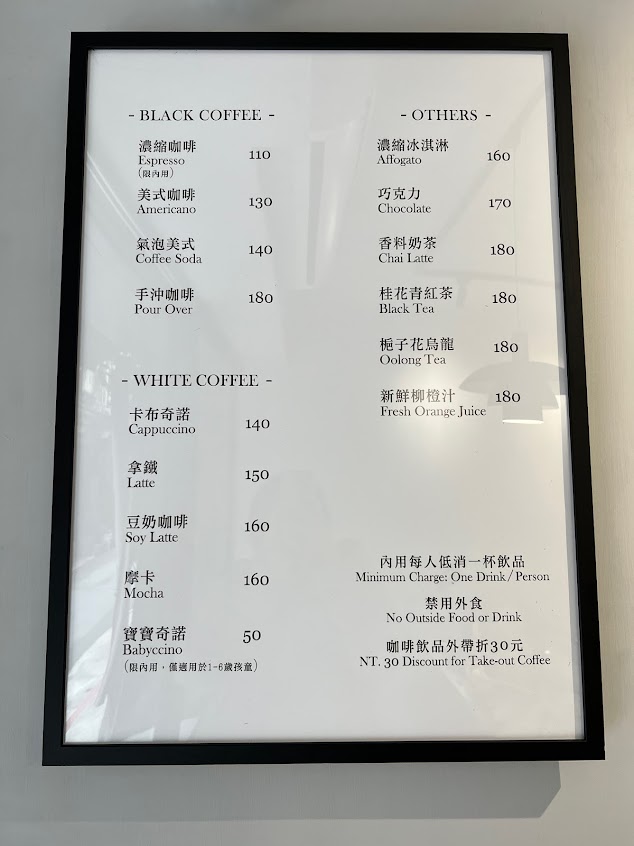 - BLACK COFFEE -
濃縮咖啡
Espresso
(限內用)
110
美式咖啡
Americano
130
氣泡美式
Coffee Soda
140
手沖咖啡
Pour Over
180
- WHITE COFFEE -
卡布奇諾
Cappuccino
140
拿鐵
Latte
150
豆奶咖啡
Soy Latte
160
摩卡
Mocha
160
寶寶奇諾
Babyccino
50
(限內用，僅適用於1-6歲孩童)
- OTHERS -
濃縮冰淇淋
Affogato
160
巧克力
Chocolate
170
香料奶茶
Chai Latte
180
桂花青紅茶
Black Tea
180
梔子花烏龍
Oolong Tea
180
新鮮柳橙汁
Fresh Orange Juice
180
內用每人低消一杯飲品
Minimum Charge: One Drink / Person
禁用外食
No Outside Food or Drink
咖啡飲品外帶折30元
NT. 30 Discount for Take-out Coffee